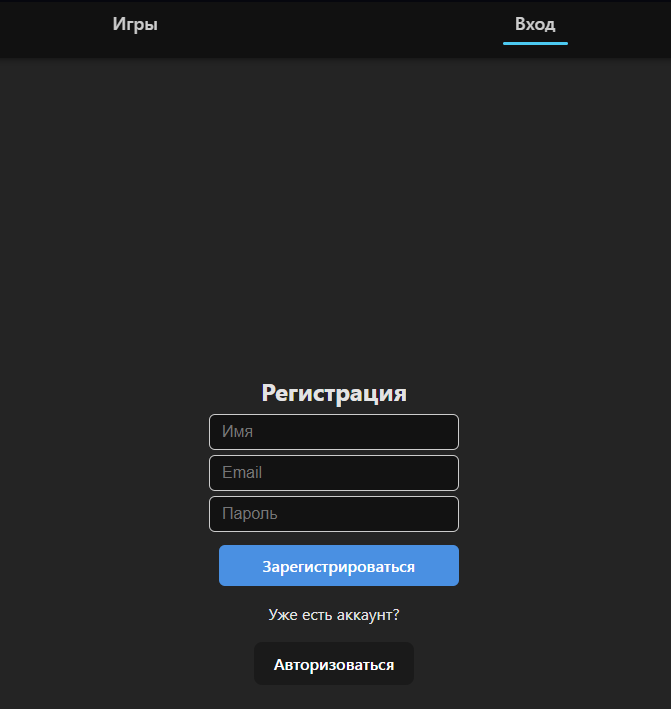 Игры
Вход
Регистрация
Имя
Email
Пароль
Зарегистрироваться
Уже есть аккаунт?
Авторизоваться